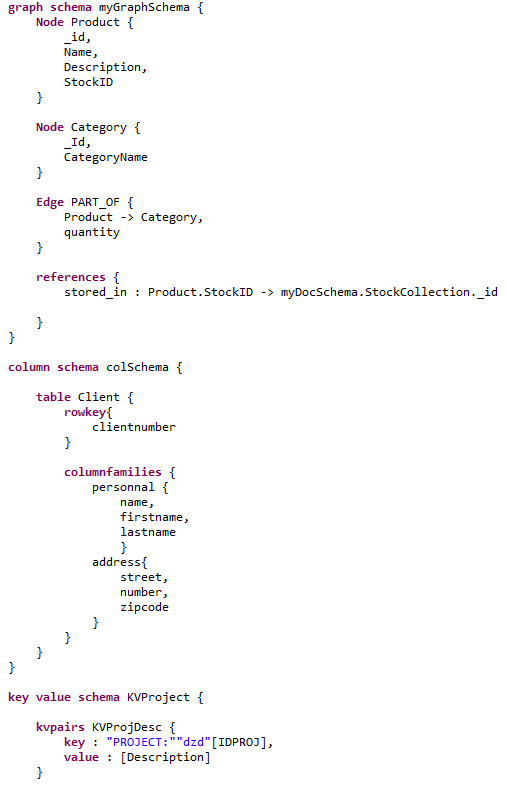 graph schema myGraphSchema {
Node Product {
_id,
Name,
Description,
StockID
}
Node Category {
_Id,
CategoryName
}
Edge PART_OF {
Product -> Category,
quantity
}
references {
stored_in : Product.StockID -> myDocSchema.StockCollection._id
}
}
column schema colSchema {
table Client {
rowkey{
clientnumber
}
columnfamilies {
personnal {
name,
firstname,
lastname
}
address{
street,
number,
zipcode
}
}
}
}
key value schema KVProject {
kvpairs KVProjDesc {
key : "PROJECT:""dzd"[IDPROJ],
value : [Description]
}